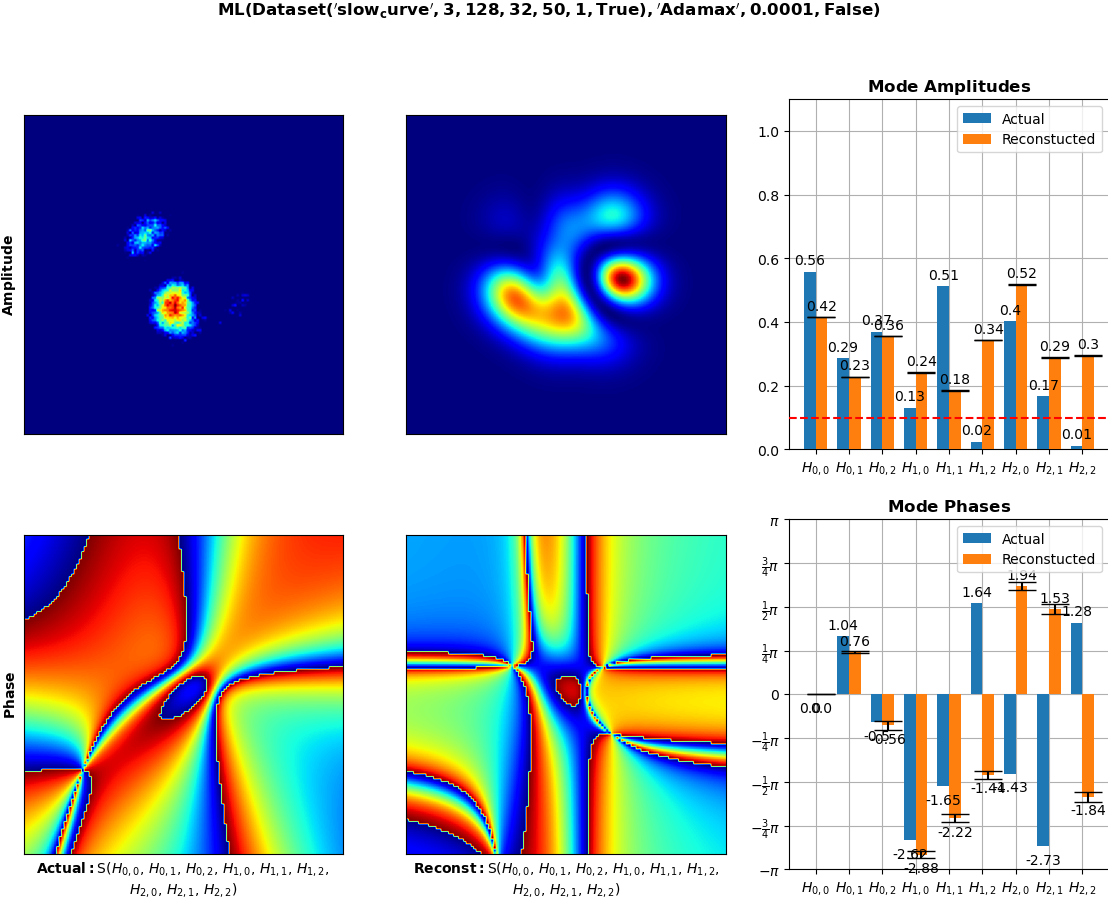 ML(Dataset('slow_curve', 3, 128, 32, 50, 1, True), 'Adamax', 0.0001, False)
Mode Amplitudes
Amplitude
1.0
0.8
0.6
0.4
0.2
0.0
Actual
Reconstucted
0.56
0.42
0.29
0.23
0.37
0.36
0.13
0.24
0.51
0.18
0.02
0.34
0.4
0.52
0.17
0.29
0.01
0.3
H0,0 H0,1 H0,2 H1,0 H1,1 H1,2 H2,0 H2,1 H2,2
Mode Phases
Phase
π
3/4π
1/2π
1/4π
0
−1/4π
−1/2π
−3/4π
−π
Actual
Reconstucted
0.0
0.0
1.04
0.76
-0.56
-2.88
-1.65
-2.22
1.64
-1.44
-1.43
1.94
-2.73
1.53
1.28
-1.84
H0,0 H0,1 H0,2 H1,0 H1,1 H1,2 H2,0 H2,1 H2,2
Actual: S(H0,0, H0,1, H0,2, H1,0, H1,1, H1,2,
H2,0, H2,1, H2,2)
Reconst: S(H0,0, H0,1, H0,2, H1,0, H1,1, H1,2,
H2,0, H2,1, H2,2)